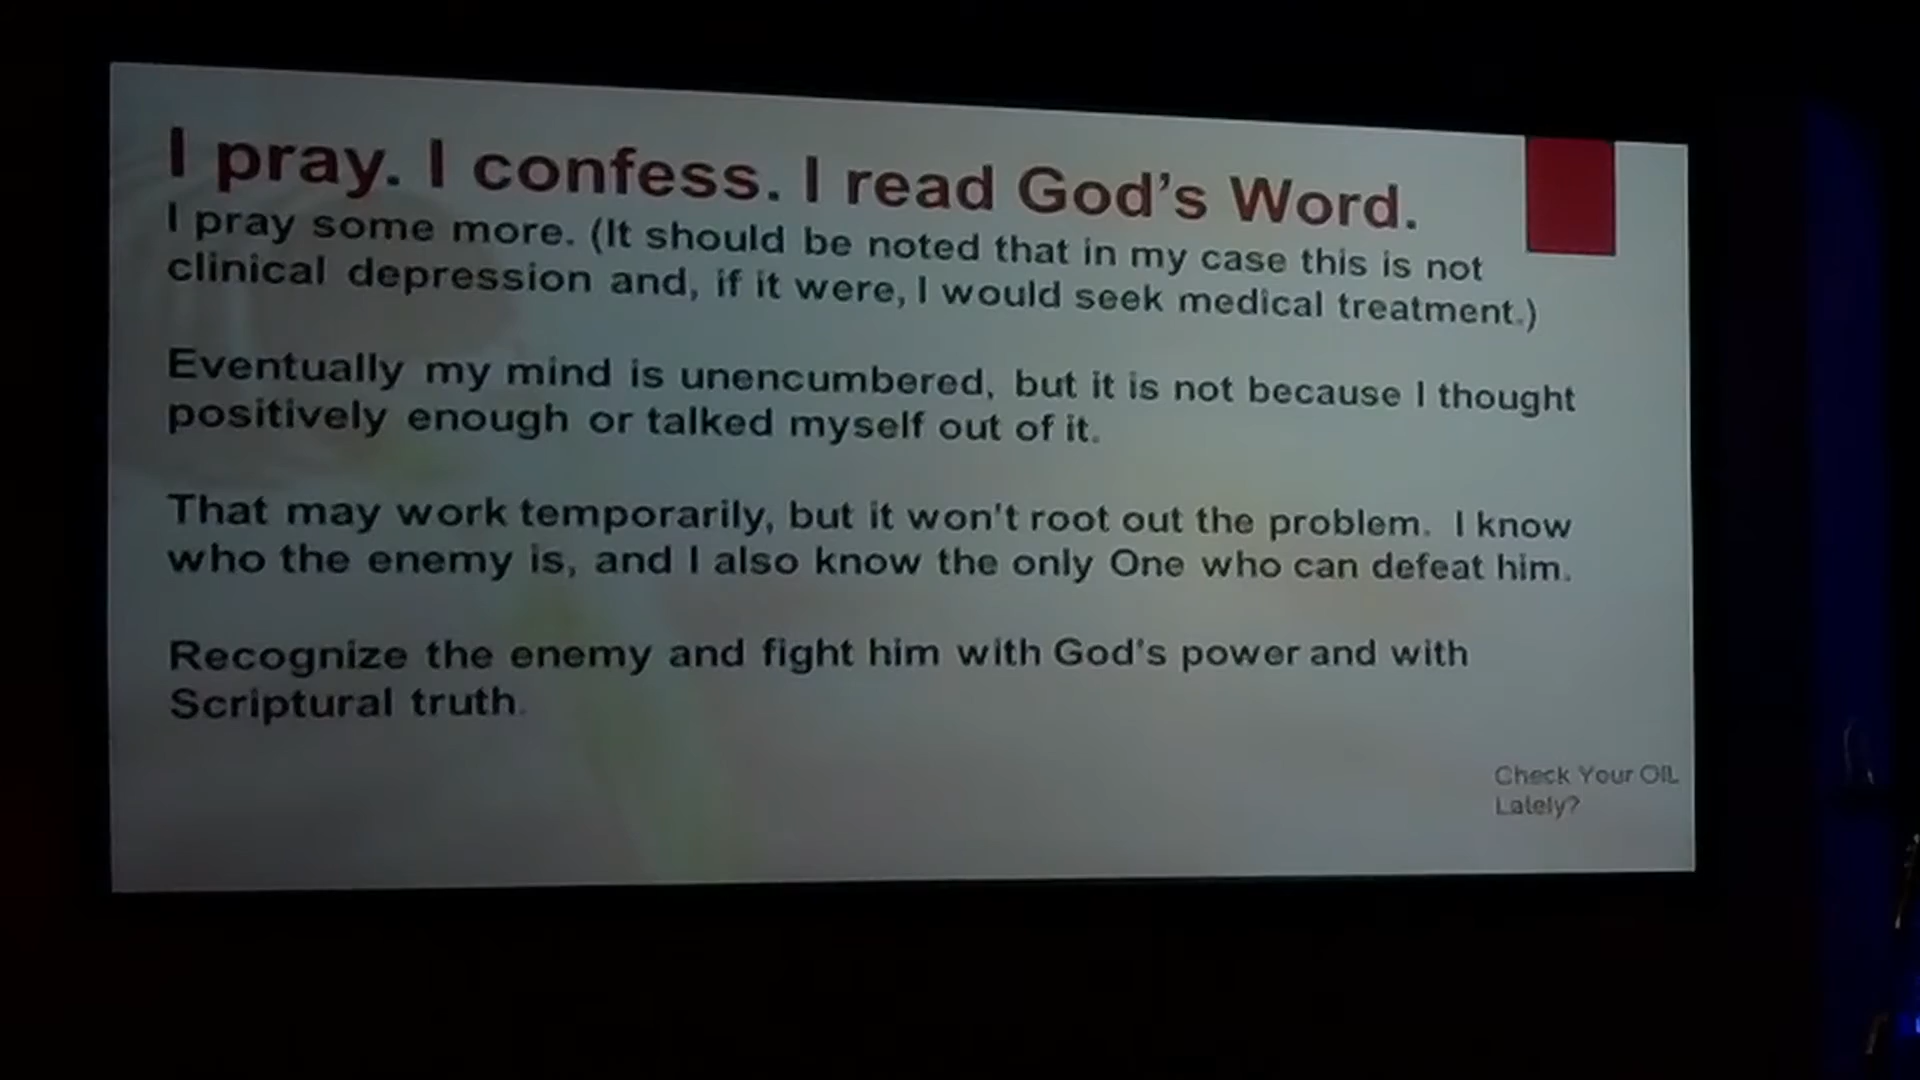 I pray. I confess. I read God's Word.
I pray some more. (It should be noted that in my case this is not
clinical depression and, if it were, I would seek medical treatment.)
Eventually my mind is unencumbered, but it is not because I thought
positively enough or talked myself out of it.
That may work temporarily, but it won't root out the problem. I know
who the enemy is, and I also know the only One who can defeat him.
Recognize the enemy and fight him with God's power and with
Scriptural truth.
Check Your OIL
Lately?